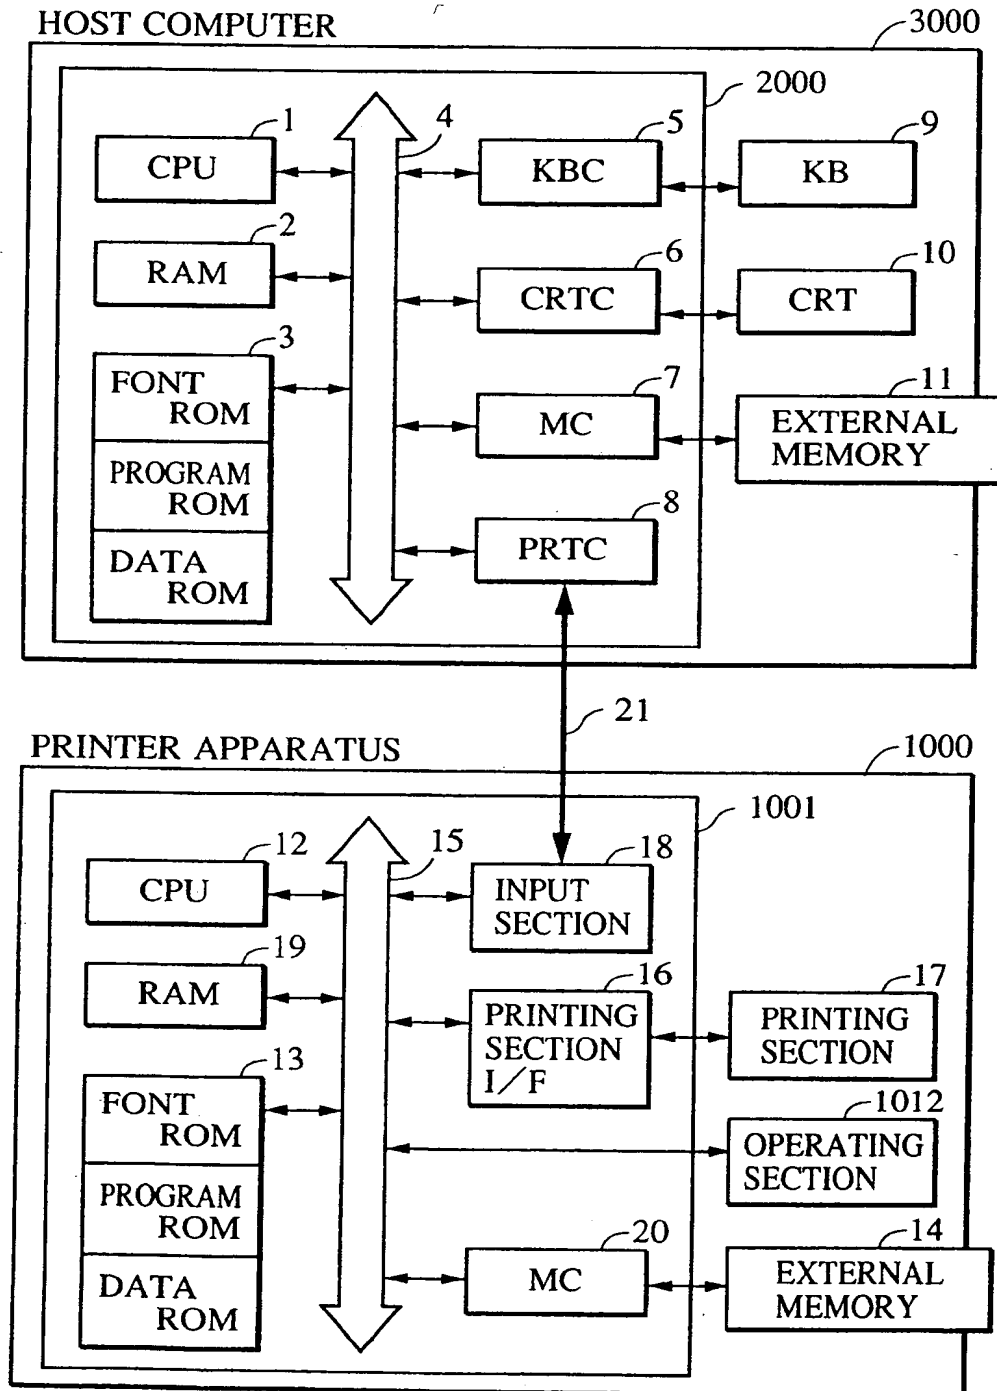 HOST COMPUTER
3000
2000
1
CPU
4
5
KBC
9
KB
2
RAM
6
CRTC
10
CRT
3
FONT
ROM
PROGRAM
ROM
DATA
ROM
7
MC
11
EXTERNAL
MEMORY
8
PRTC
21
PRINTER APPARATUS
1000
1001
12
CPU
15
18
INPUT
SECTION
19
RAM
16
PRINTING
SECTION
I/F
17
PRINTING
SECTION
13
FONT
ROM
PROGRAM
ROM
DATA
ROM
1012
OPERATING
SECTION
20
MC
14
EXTERNAL
MEMORY